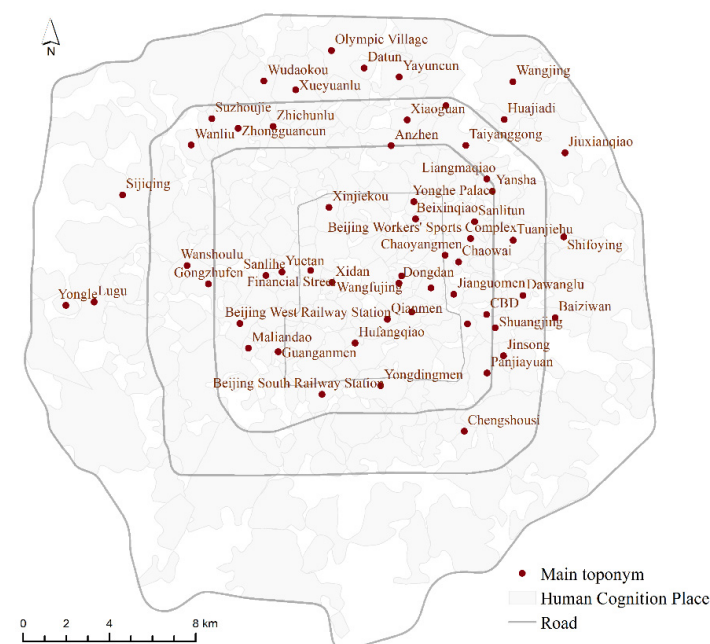 Olympic Village
N
Datun
Yayuncun
Wudaokou
Wangjing
Xueyuanlu
Suzhoujie
Xiaoguan
Huajiadi
Zhichunlu
Zhongguancun
Wanliu
Anzhen
Taiyanggong
Jiuxianqiao
Liangmaqiao
Yansha
Sijiqing
Xinjiekou
Yonghe Palace
Beixinqiao
Sanlitun
Beijing Workers' Sports Complex
Tuanjiehu
Chaoyangmen
Shifoying
Wanshoulu
Sanlihe
Yuetan
Chaowai
Gongzhufen
Xidan
Dongdan
Financial Street
Wangfujing
Jianguomen
Dawanglu
Yongle
Lugu
Beijing West Railway Station
Qianmen
CBD
Baiziwan
Shuangjing
Maliandao
Hufangqiao
Guanganmen
Jinsong
Panjiayuan
Beijing South Railway Station
Yongdingmen
Chengshousi
Main toponym
Human Cognition Place
Road
0 2 4 8 km